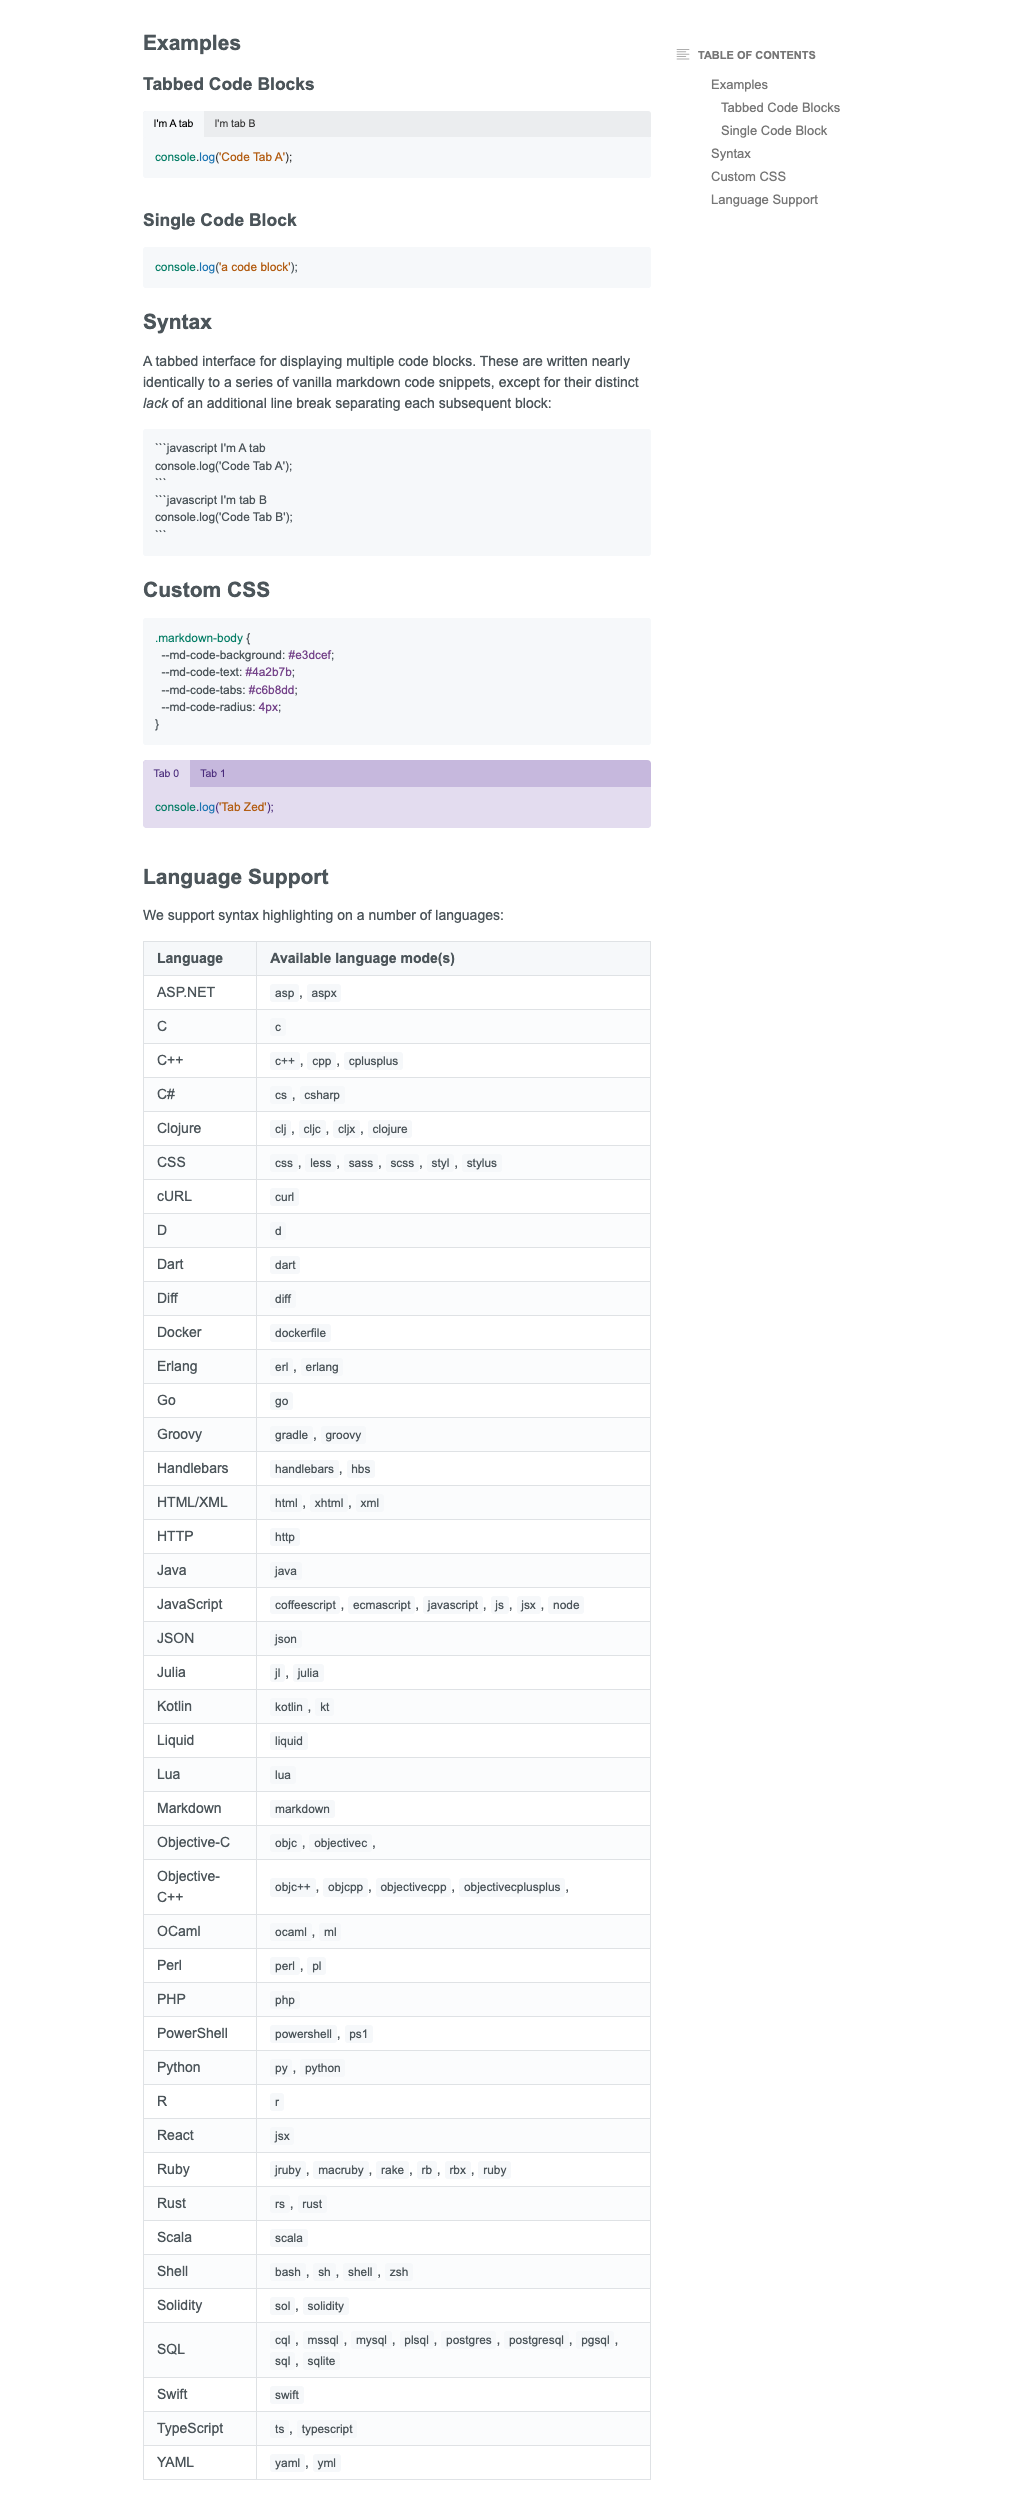 Examples
Tabbed Code Blocks
I'm A tab I'm tab B
console.log('Code Tab A');
Single Code Block
console.log('a code block');
Syntax
A tabbed interface for displaying multiple code blocks. These are written nearly
identically to a series of vanilla markdown code snippets, except for their distinct
lack of an additional line break separating each subsequent block:
```javascript I'm A tab
console.log('Code Tab A');
```
```javascript I'm tab B
console.log('Code Tab B');
```
Custom CSS
.markdown-body {
  --md-code-background: #e3dcef;
  --md-code-text: #4a2b7b;
  --md-code-tabs: #c6b8dd;
  --md-code-radius: 4px;
}
Tab 0 Tab 1
console.log('Tab Zed');
Language Support
We support syntax highlighting on a number of languages:
Language Available language mode(s)
ASP.NET asp , aspx
C c
C++ c++ , cpp , cplusplus
C# cs , csharp
Clojure clj , cljc , cljx , clojure
CSS css , less , sass , scss , styl , stylus
cURL curl
D d
Dart dart
Diff diff
Docker dockerfile
Erlang erl , erlang
Go go
Groovy gradle , groovy
Handlebars handlebars , hbs
HTML/XML html , xhtml , xml
HTTP http
Java java
JavaScript coffeescript , ecmascript , javascript , js , jsx , node
JSON json
Julia jl , julia
Kotlin kotlin , kt
Liquid liquid
Lua lua
Markdown markdown
Objective-C objc , objectivec ,
Objective-
C++ objc++ , objcpp , objectivecpp , objectivecplusplus ,
OCaml ocaml , ml
Perl perl , pl
PHP php
PowerShell powershell , ps1
Python py , python
R r
React jsx
Ruby jruby , macruby , rake , rb , rbx , ruby
Rust rs , rust
Scala scala
Shell bash , sh , shell , zsh
Solidity sol , solidity
SQL cql , mssql , mysql , plsql , postgres , postgresql , pgsql ,
sql , sqlite
Swift swift
TypeScript ts , typescript
YAML yaml , yml
TABLE OF CONTENTS
Examples
Tabbed Code Blocks
Single Code Block
Syntax
Custom CSS
Language Support